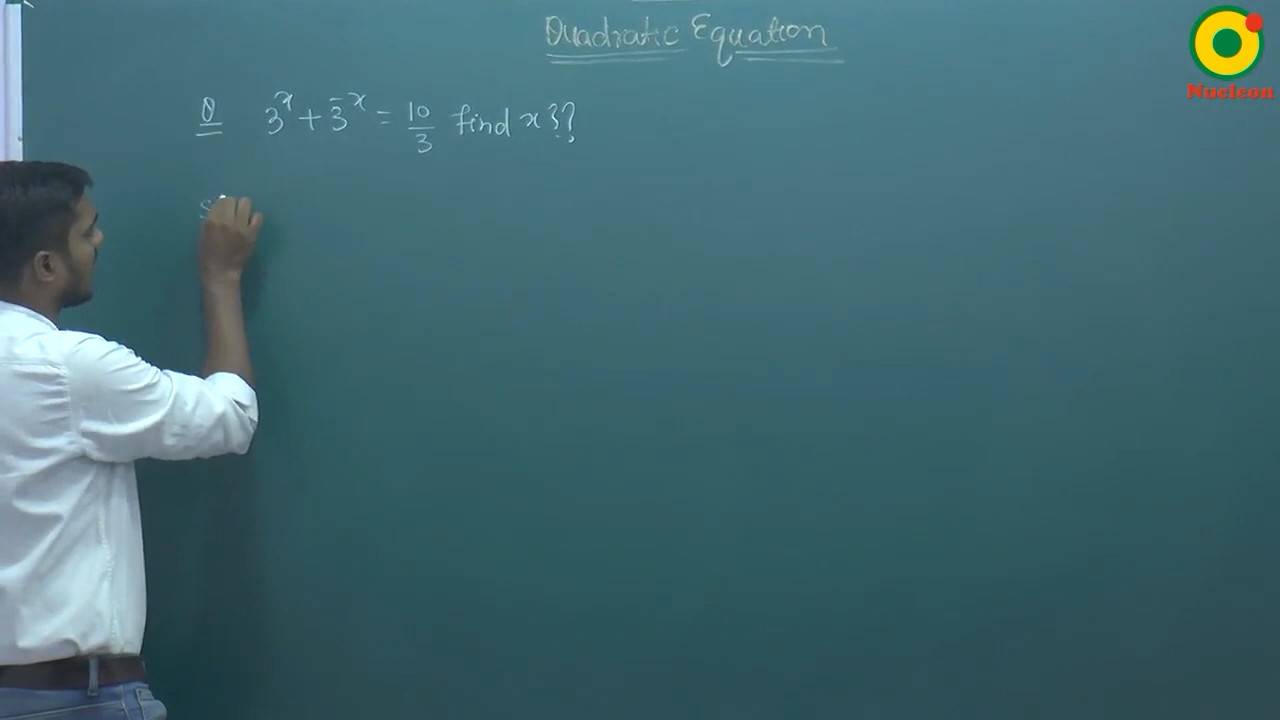 Quadratic Equation
Nucleon
Q 3^x + 3^-x = 10/3 find x??